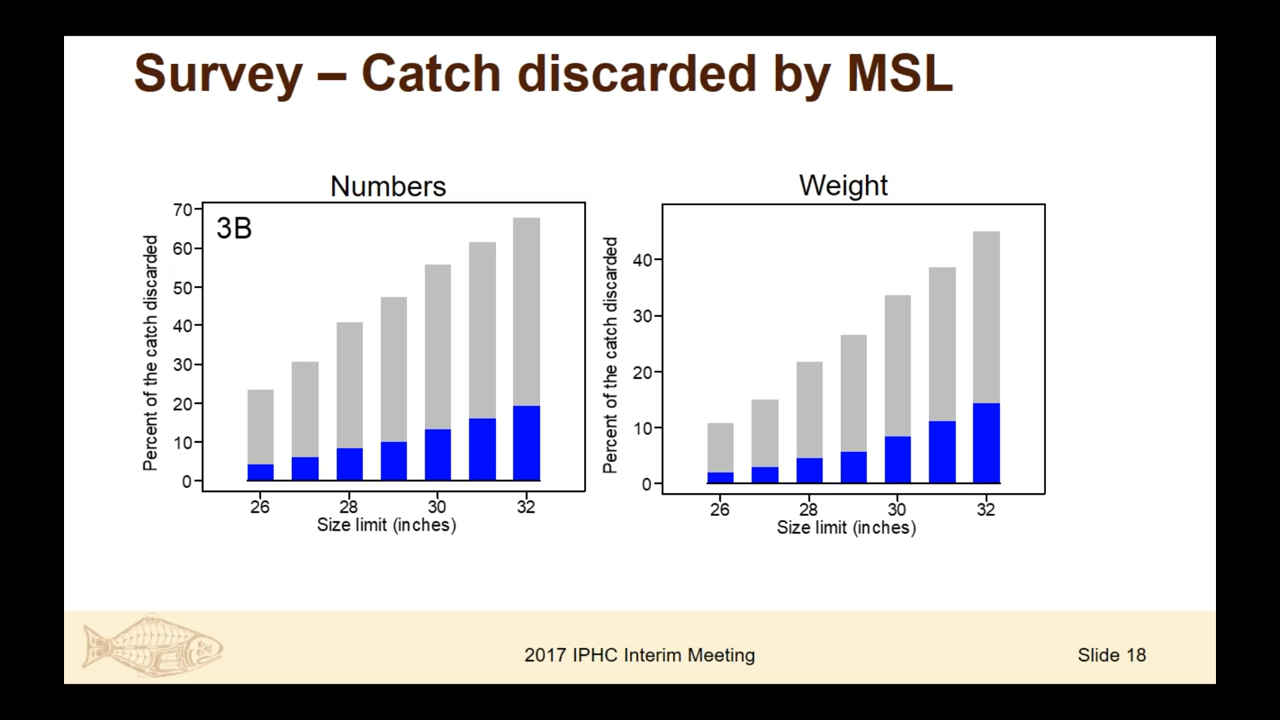 Survey – Catch discarded by MSL
Numbers
3B
Percent of the catch discarded
70
60
50
40
30
20
10
0
26 28 30 32
Size limit (inches)
Weight
Percent of the catch discarded
40
30
20
10
0
26 28 30 32
Size limit (inches)
2017 IPHC Interim Meeting
Slide 18